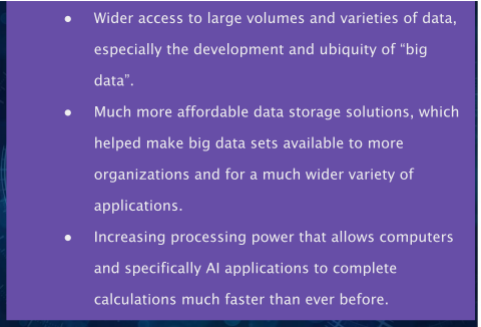 ● Wider access to large volumes and varieties of data,
especially the development and ubiquity of “big
data”.
● Much more affordable data storage solutions, which
helped make big data sets available to more
organizations and for a much wider variety of
applications.
● Increasing processing power that allows computers
and specifically AI applications to complete
calculations much faster than ever before.